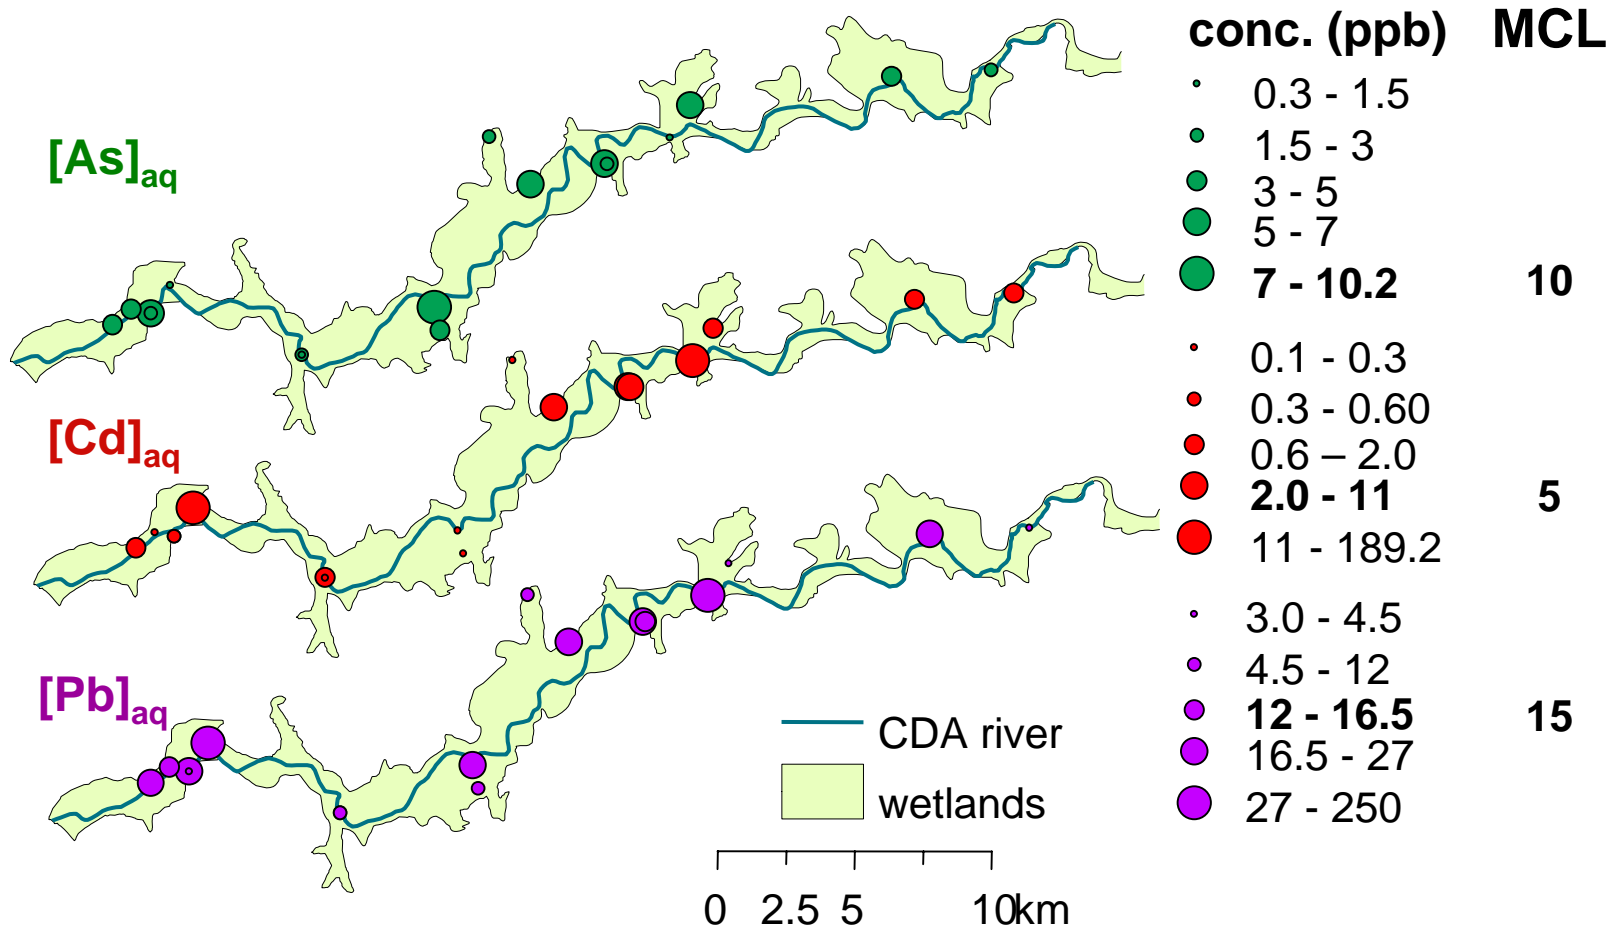 conc. (ppb) MCL
0.3 - 1.5
1.5 - 3
3 - 5
5 - 7
7 - 10.2 10
[As]aq
0.1 - 0.3
0.3 - 0.60
0.6 – 2.0
2.0 - 11 5
11 - 189.2
[Cd]aq
3.0 - 4.5
4.5 - 12
12 - 16.5 15
16.5 - 27
27 - 250
[Pb]aq
CDA river
wetlands
0 2.5 5 10km